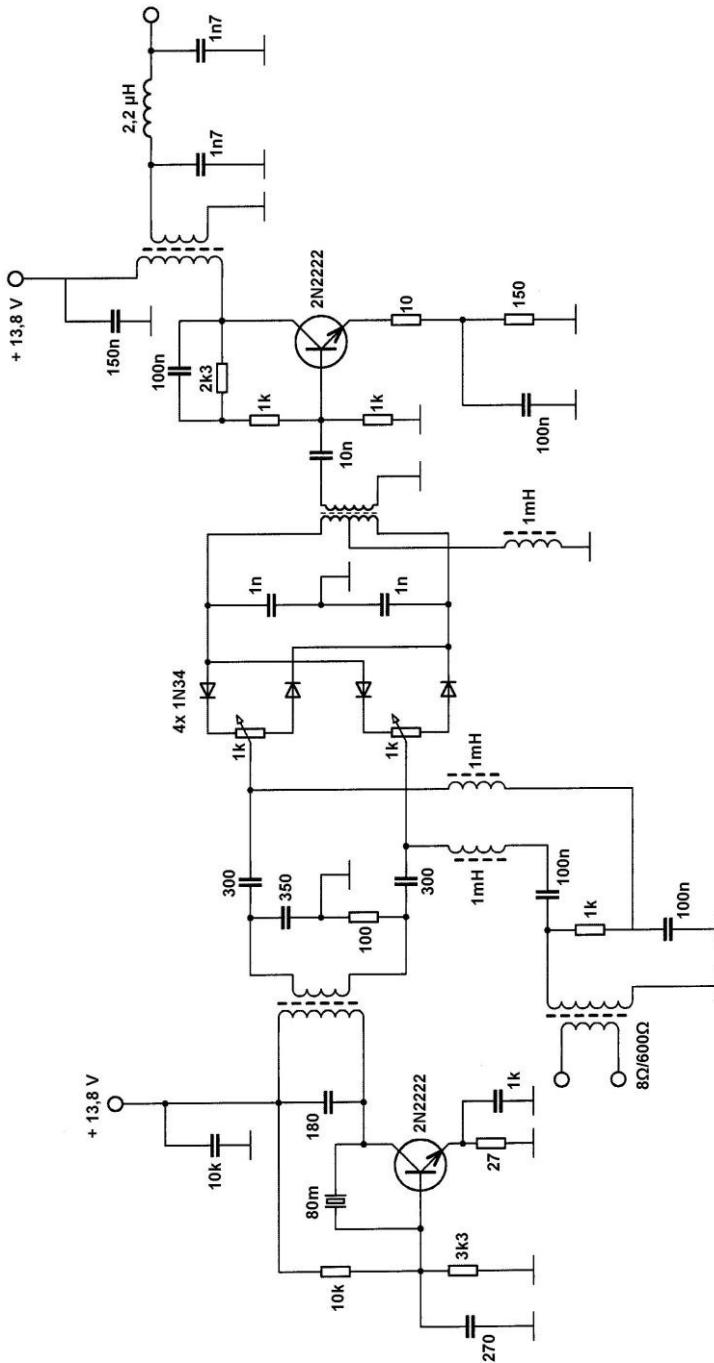 + 13,8 V
10k
180
80m
10k
2N2222
1k
27
3k3
270
300
350
100
300
8Ω/600Ω
100n
1k
100n
1mH
1mH
4x 1N34
1k
1k
1n
1n
1mH
10n
+ 13,8 V
150n
100n
2k3
1k
1k
2N2222
10
150
100n
2,2 µH
1n7
1n7